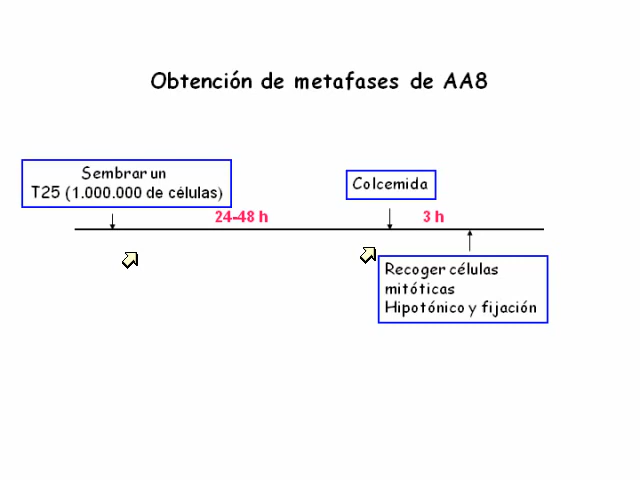 Obtención de metafases de AA8
Sembrar un
T25 (1.000.000 de células)
Colcemida
24-48 h
3 h
Recoger células
mitóticas
Hipotónico y fijación